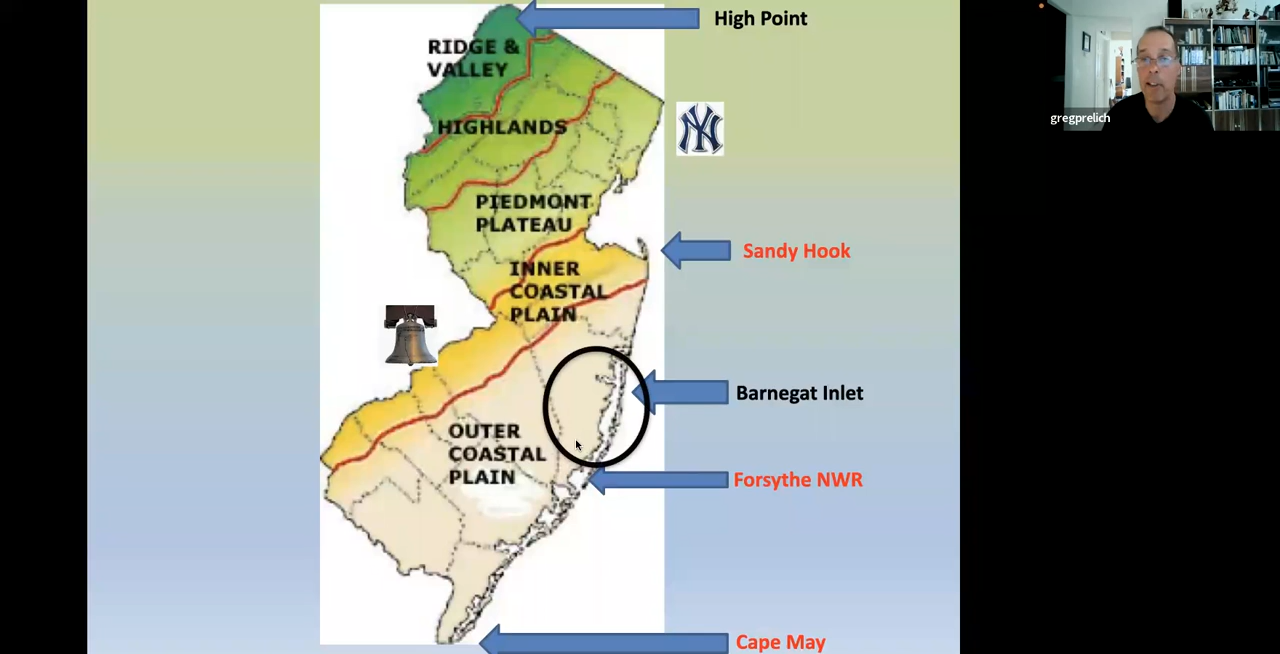 High Point
RIDGE &
VALLEY
HIGHLANDS
NY
gregprelich
PIEDMONT
PLATEAU
Sandy Hook
INNER
COASTAL
PLAIN
Barnegat Inlet
OUTER
COASTAL
PLAIN
Forsythe NWR
Cape May